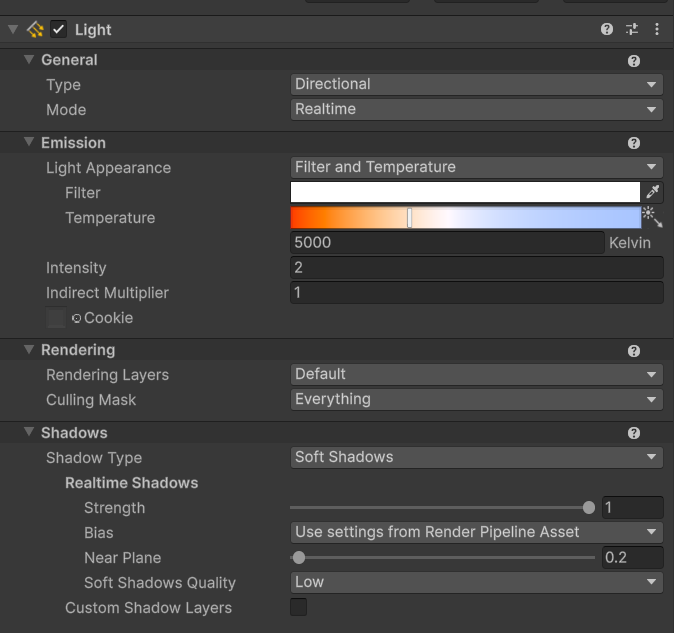 Light
General
Type Directional
Mode Realtime
Emission
Light Appearance Filter and Temperature
Filter
Temperature
5000 Kelvin
Intensity 2
Indirect Multiplier 1
Cookie
Rendering
Rendering Layers Default
Culling Mask Everything
Shadows
Shadow Type Soft Shadows
Realtime Shadows
Strength 1
Bias Use settings from Render Pipeline Asset
Near Plane 0.2
Soft Shadows Quality Low
Custom Shadow Layers